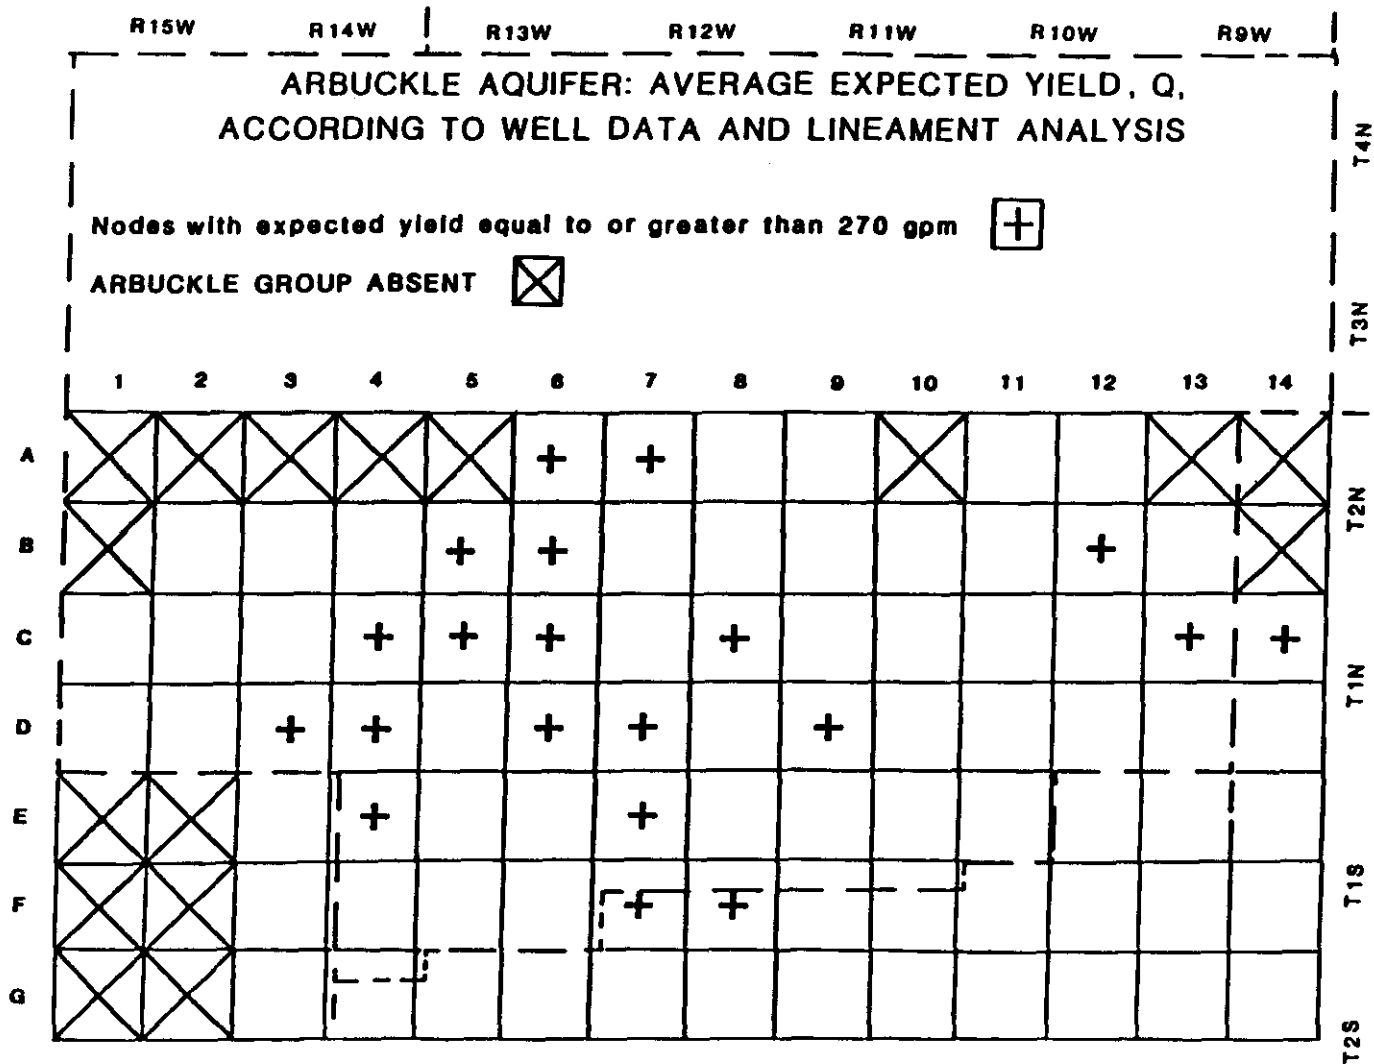 R15W R14W R13W R12W R11W R10W R9W
ARBUCKLE AQUIFER: AVERAGE EXPECTED YIELD, Q,
ACCORDING TO WELL DATA AND LINEAMENT ANALYSIS
T4N
Nodes with expected yield equal to or greater than 270 gpm
ARBUCKLE GROUP ABSENT
T3N
1 2 3 4 5 6 7 8 9 10 11 12 13 14
A
T2N
B
C
T1N
D
E
T1S
F
G
T2S